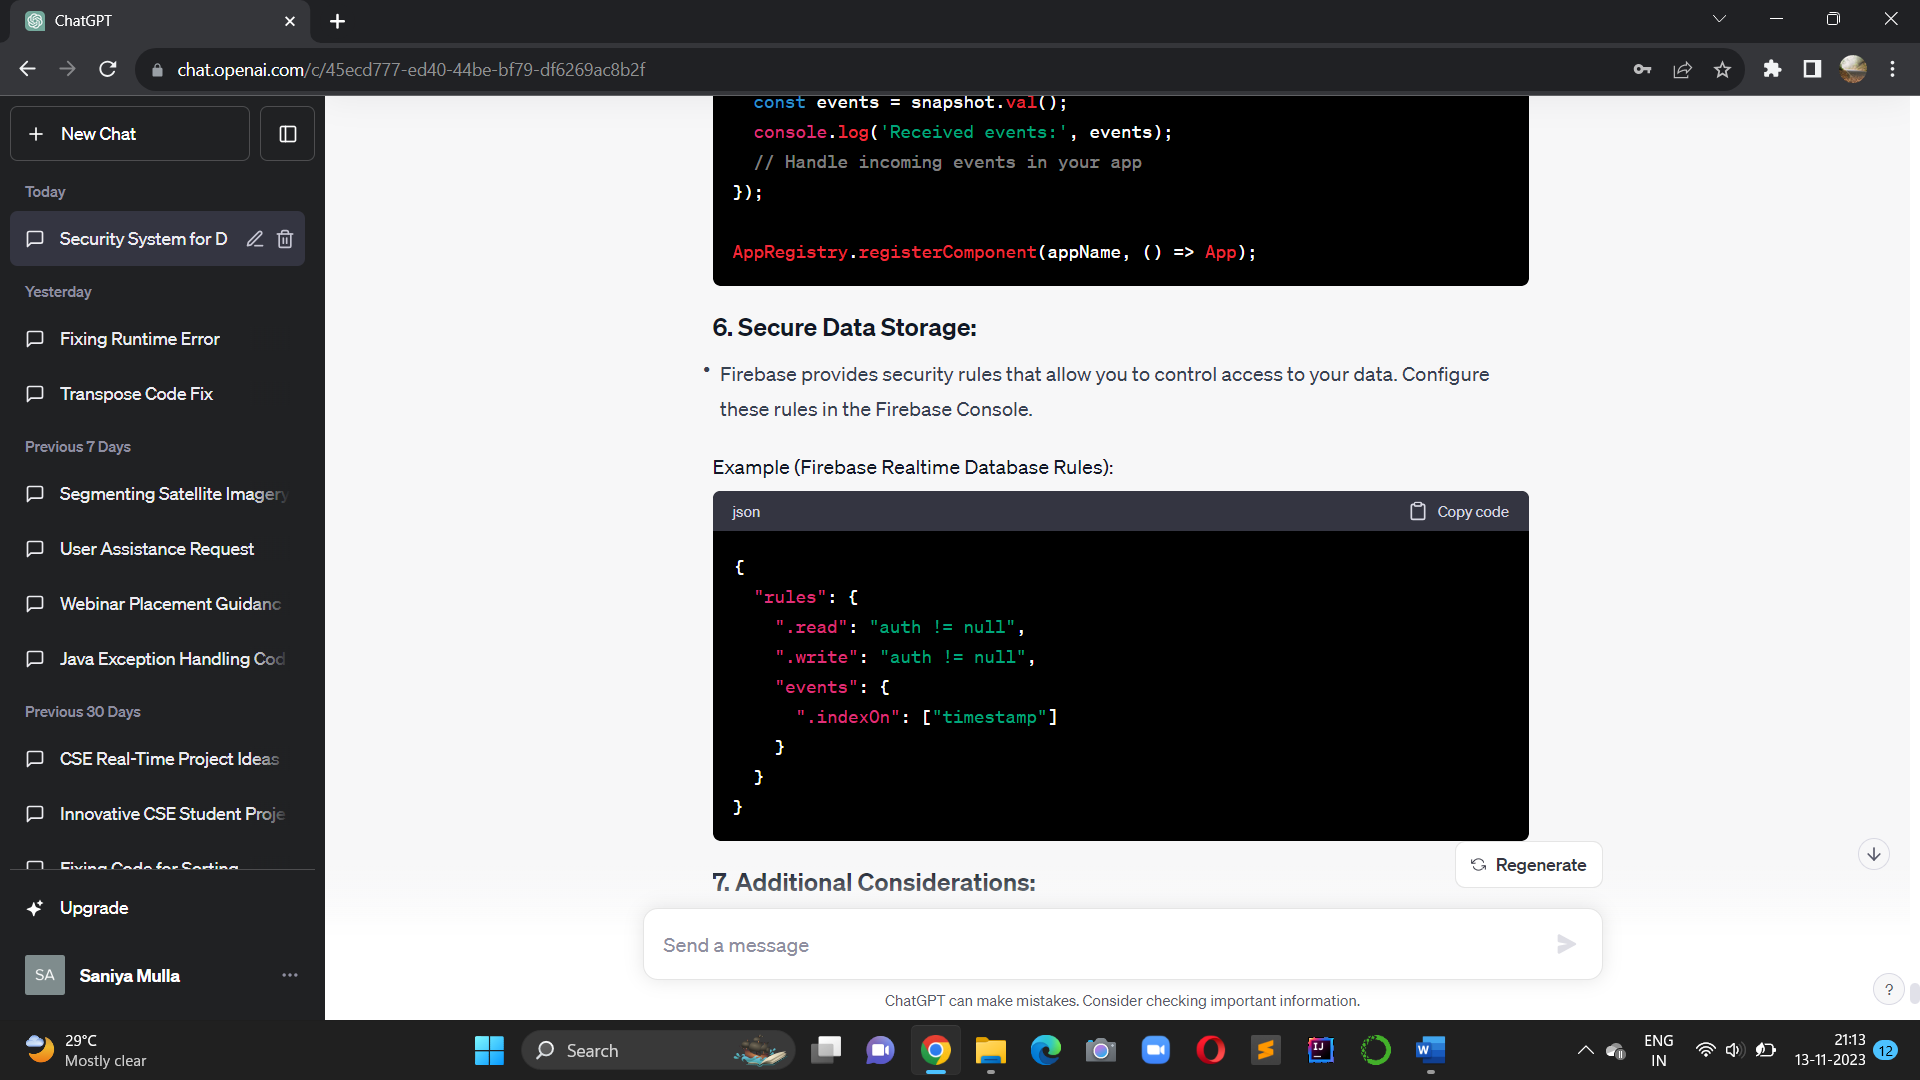 ChatGPT
chat.openai.com/c/45ecd777-ed40-44be-bf79-df6269ac8b2f
New Chat
Today
Security System for D
Yesterday
Fixing Runtime Error
Transpose Code Fix
Previous 7 Days
Segmenting Satellite Imagery
User Assistance Request
Webinar Placement Guidanc
Java Exception Handling Cod
Previous 30 Days
CSE Real-Time Project Ideas
Innovative CSE Student Proje
Fixing Code for Sorting
Upgrade
SA
Saniya Mulla
const events = snapshot.val();
console.log('Received events:', events);
// Handle incoming events in your app
});
AppRegistry.registerComponent(appName, () => App);
6. Secure Data Storage:
• Firebase provides security rules that allow you to control access to your data. Configure
these rules in the Firebase Console.
Example (Firebase Realtime Database Rules):
json
Copy code
{
"rules": {
".read": "auth != null",
".write": "auth != null",
"events": {
".indexOn": ["timestamp"]
}
}
}
7. Additional Considerations:
Regenerate
Send a message
ChatGPT can make mistakes. Consider checking important information.
?
29°C
Mostly clear
Search
IJ
W
ENG
IN
21:13
13-11-2023
12